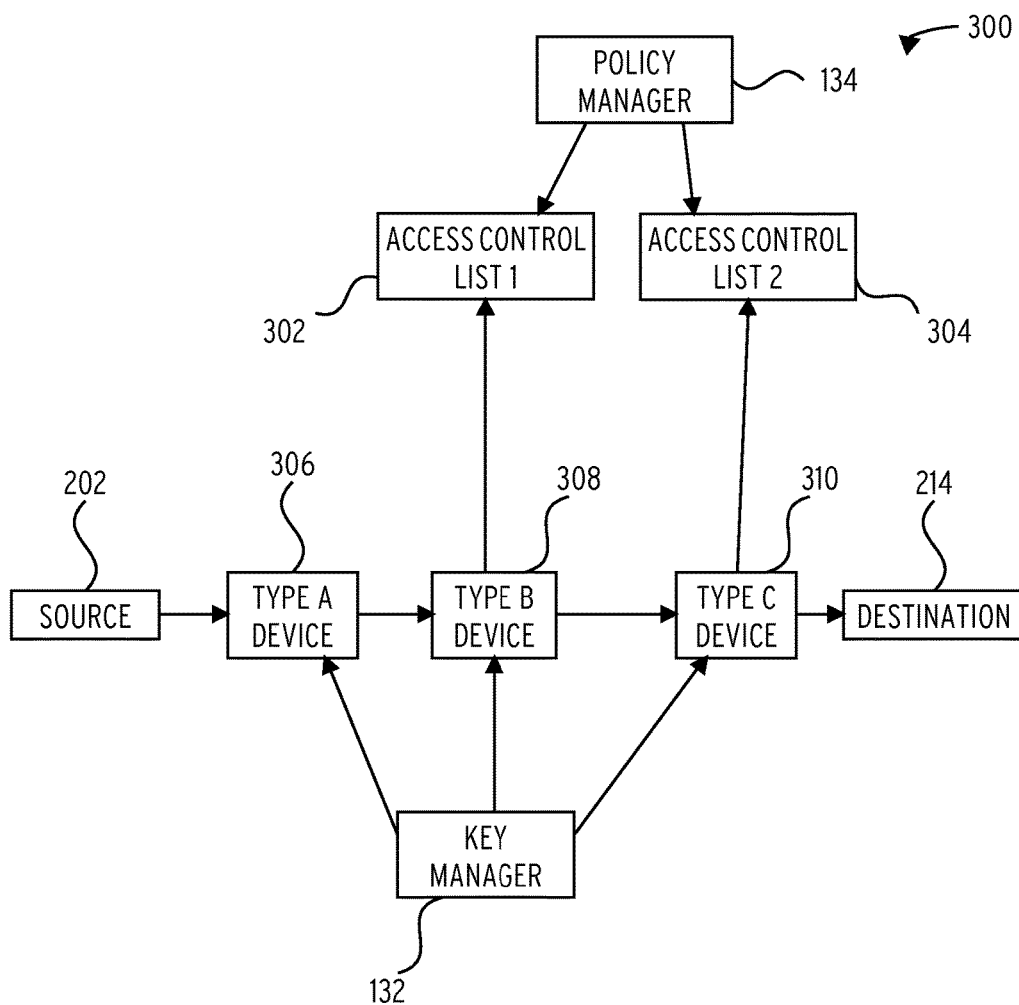 300
POLICY
MANAGER
134
ACCESS CONTROL
LIST 1
ACCESS CONTROL
LIST 2
302
304
202
306
308
310
214
SOURCE
TYPE A
DEVICE
TYPE B
DEVICE
TYPE C
DEVICE
DESTINATION
KEY
MANAGER
132